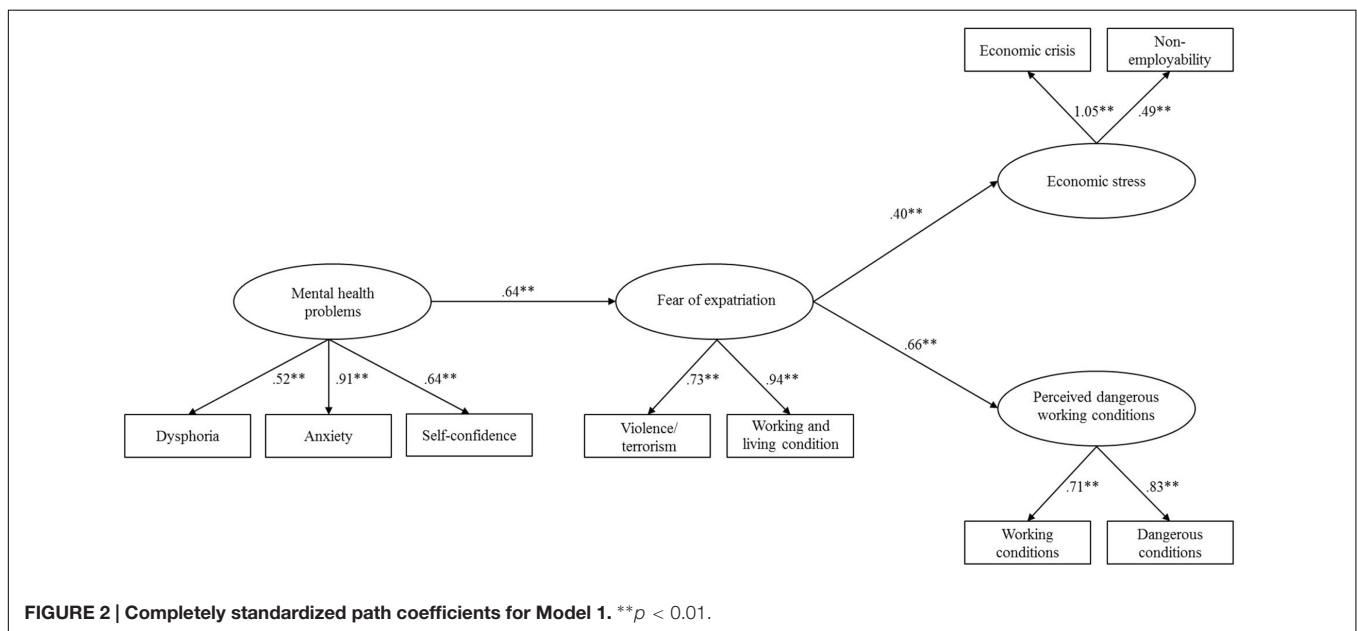 Economic crisis
Non-
employability
1.05**
.49**
Economic stress
.40**
Mental health
problems
.64**
Fear of expatriation
.66**
.52**
.91**
.64**
.73**
.94**
Dysphoria
Anxiety
Self-confidence
Violence/
terrorism
Working and
living condition
Perceived dangerous
working conditions
.71**
.83**
Working
conditions
Dangerous
conditions
FIGURE 2 | Completely standardized path coefficients for Model 1. **p < 0.01.